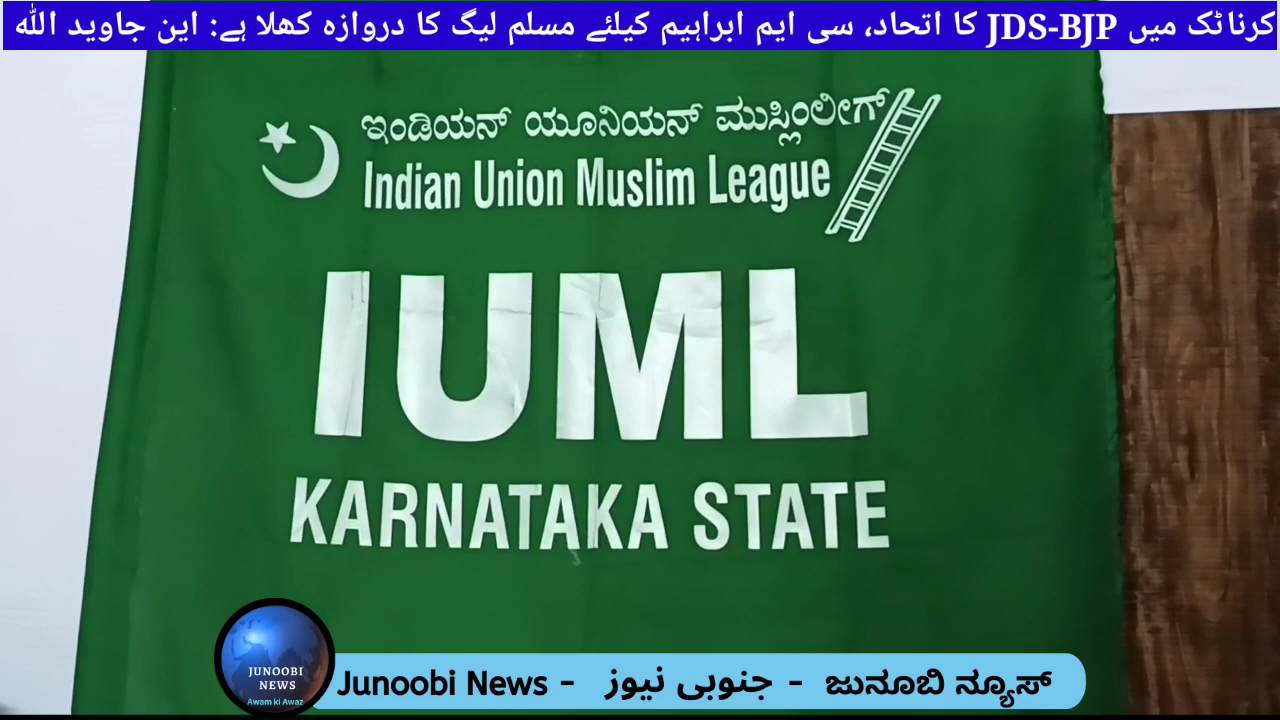 کرناٹک میں JDS-BJP کا اتحاد، سی ایم ابراہیم کیلئے مسلم لیگ کا دروازہ کھلا ہے: این جاوید اللہ
ಇಂಡಿಯನ್ ಯೂನಿಯನ್ ಮುಸ್ಲಿಂಲೀಗ್
Indian Union Muslim League
IUML
KARNATAKA STATE
JUNOOBI
NEWS
Awam ki Awaz
Junoobi News - جنوبی نیوز - ಜುನೂಬಿ ನ್ಯೂಸ್